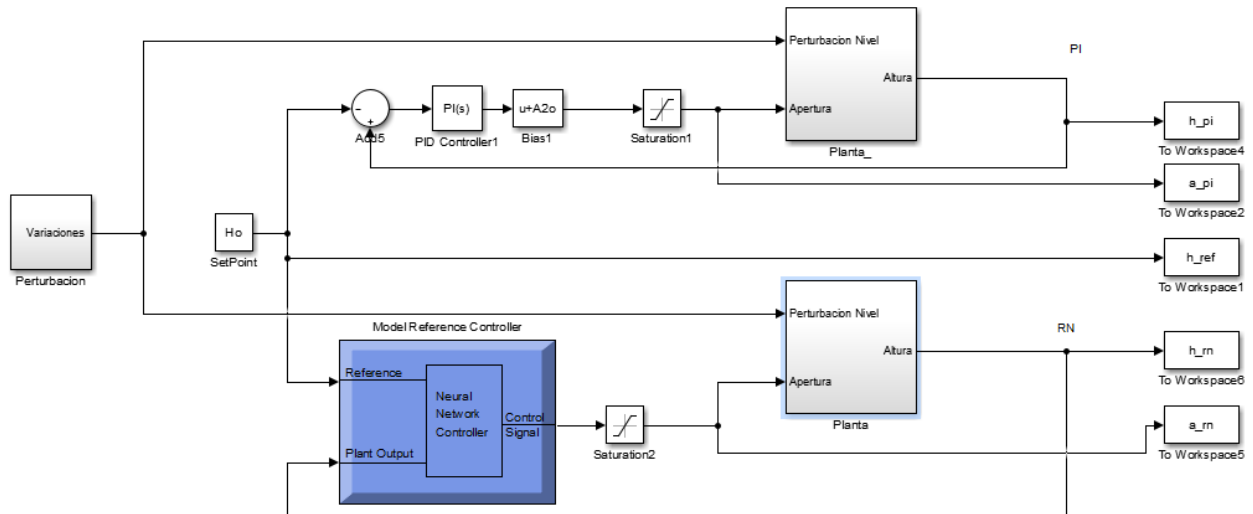 Perturbacion Nivel
Altura
Apertura
Planta_
PI
-
+
Add5
PI(s)
PID Controller1
u+A2o
Bias1
Saturation1
h_pi
To Workspace4
a_pi
To Workspace2
Variaciones
Perturbacion
Ho
SetPoint
h_ref
To Workspace1
Perturbacion Nivel
Altura
Apertura
Planta
RN
Model Reference Controller
Reference
Neural
Network
Controller
Control
Signal
Plant Output
Saturation2
h_rn
To Workspace6
a_rn
To Workspace5